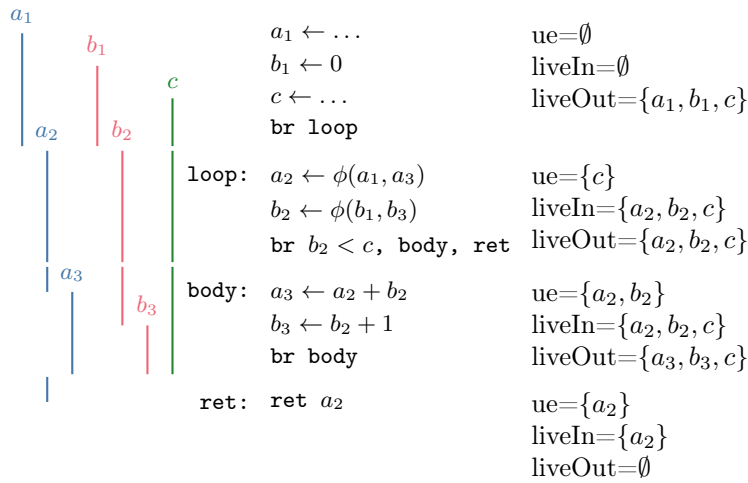 a₁
b₁
c
a₂ b₂
a₃
b₃
a₁ ← …
b₁ ← 0
c ← …
br loop
ue=∅
liveIn=∅
liveOut={a₁, b₁, c}
loop: a₂ ← ϕ(a₁, a₃)
b₂ ← ϕ(b₁, b₃)
br b₂ < c, body, ret
ue={c}
liveIn={a₂, b₂, c}
liveOut={a₂, b₂, c}
body: a₃ ← a₂ + b₂
b₃ ← b₂ + 1
br body
ue={a₂, b₂}
liveIn={a₂, b₂, c}
liveOut={a₃, b₃, c}
ret: ret a₂
ue={a₂}
liveIn={a₂}
liveOut=∅